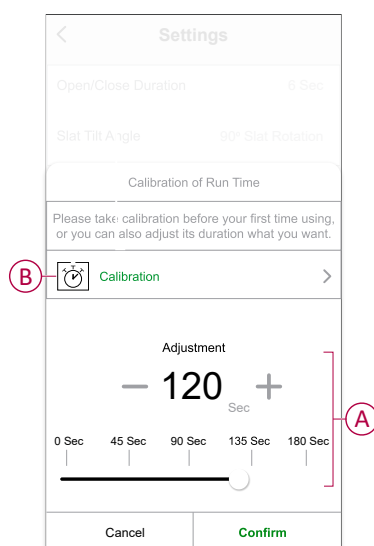 Settings
Open/Close Duration 6 Sec
Slat Tilt Angle 90° Slat Rotation
Calibration of Run Time
Please take calibration before your first time using,
or you can also adjust its duration what you want.
B
Calibration
Adjustment
120
Sec
A
0 Sec 45 Sec 90 Sec 135 Sec 180 Sec
Cancel Confirm